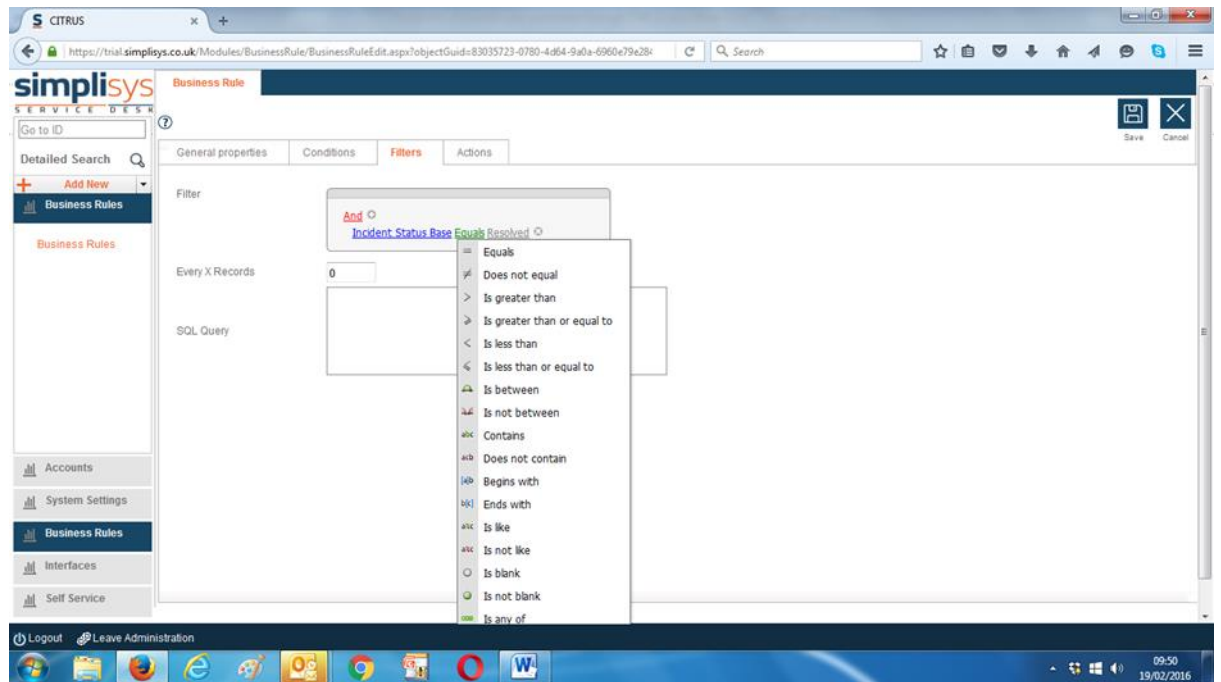 CITRUS
https://trial.simplisys.co.uk/Modules/BusinessRule/BusinessRuleEdit.aspx?objectGuid=83035723-0780-4d64-9a0a-6960e79e28 Search
simplisys
SERVICE DESK
Business Rule
Go to ID
Save Cancel
Detailed Search
General properties Conditions Filters Actions
Add New
Business Rules
Business Rules
Filter
And
Incident Status Base Equals Resolved
Equals
Does not equal
Is greater than
Is greater than or equal to
Is less than
Is less than or equal to
Is between
Is not between
Contains
Does not contain
Begins with
Ends with
Is like
Is not like
Is blank
Is not blank
Is any of
Every X Records 0
SQL Query
Accounts
System Settings
Business Rules
Interfaces
Self Service
Logout Leave Administration
09:50
19/02/2016